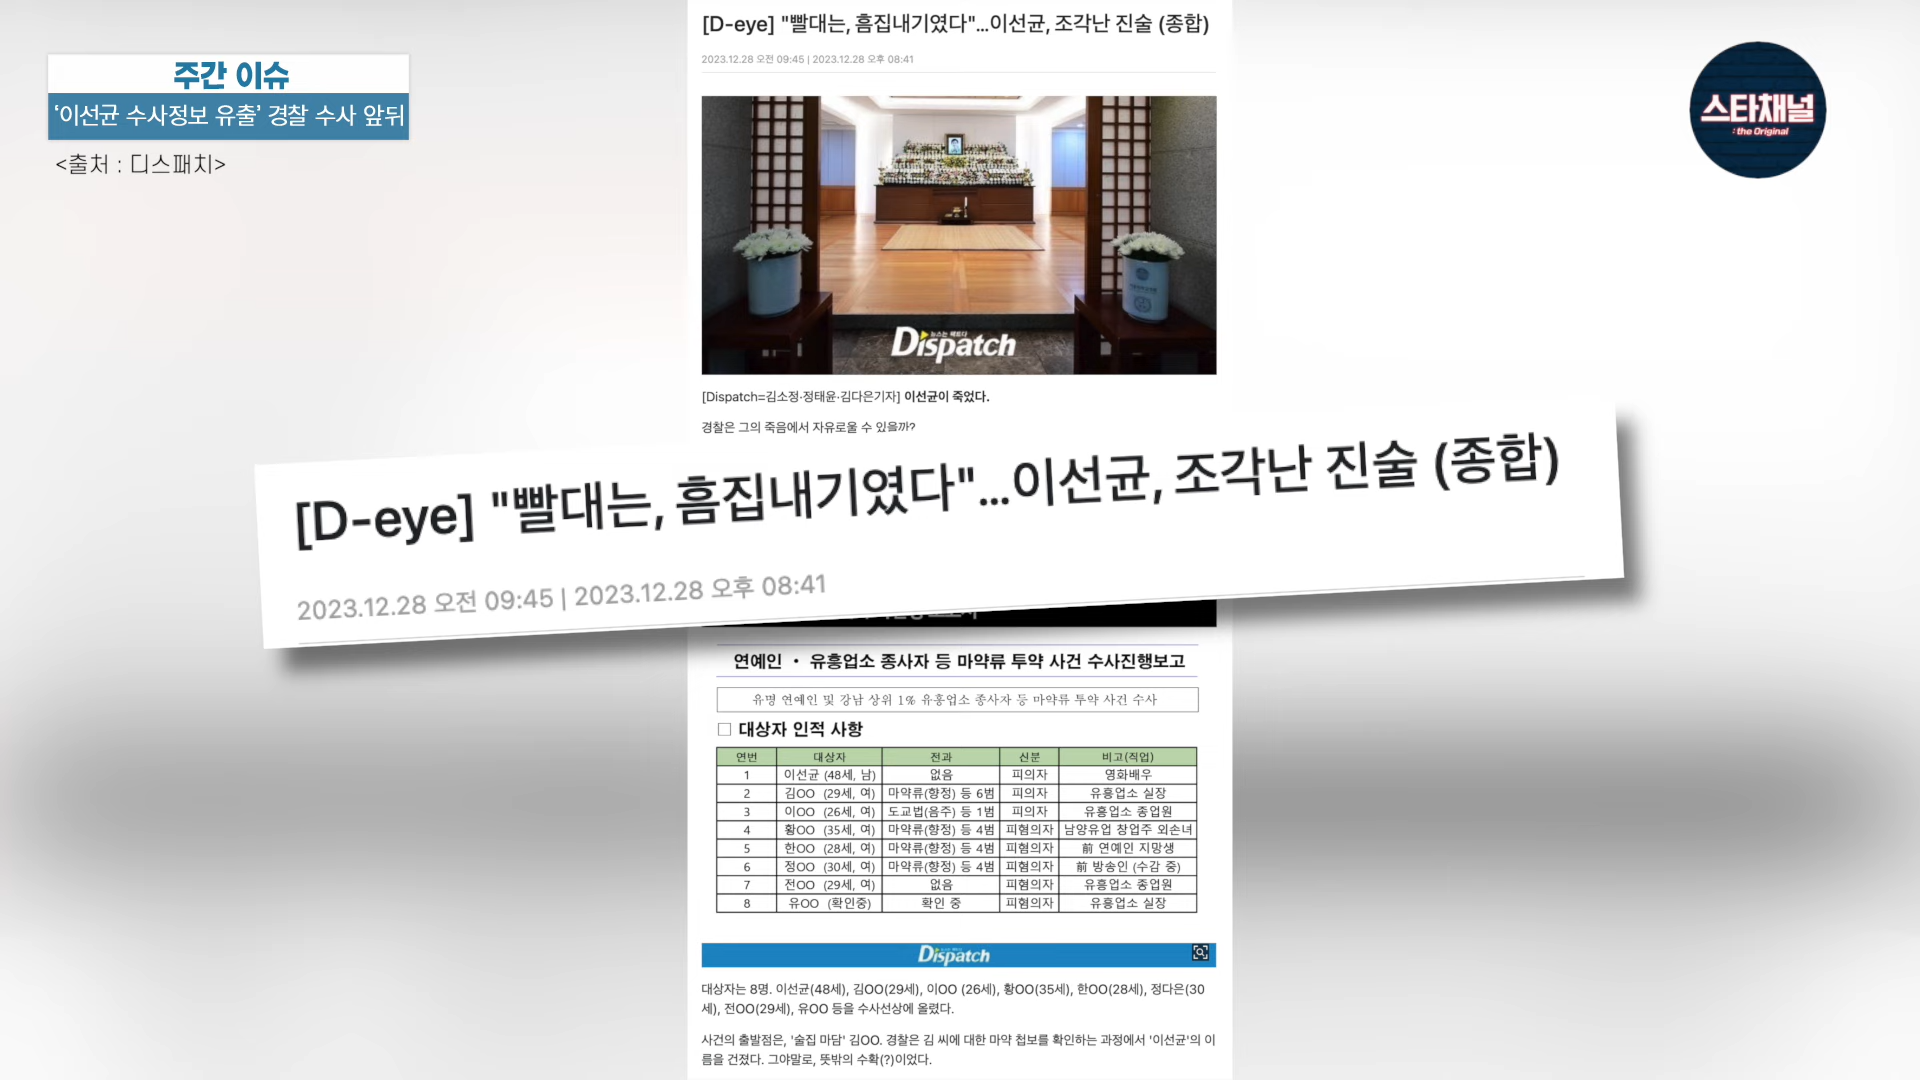 [D-eye] "빨대는, 흠집내기였다"...이선균, 조각난 진술 (종합)
2023.12.28 오전 09:45 | 2023.12.28 오후 08:41
주간 이슈
‘이선균 수사정보 유출’ 경찰 수사 앞뒤
<출처 : 디스패치>
스타채널
: the Original
뉴스는 팩트다
Dispatch
[Dispatch=김소정·정태윤·김다은기자] 이선균이 죽었다.
경찰은 그의 죽음에서 자유로울 수 있을까?
[D-eye] "빨대는, 흠집내기였다"...이선균, 조각난 진술 (종합)
2023.12.28 오전 09:45 | 2023.12.28 오후 08:41
연예인 · 유흥업소 종사자 등 마약류 투약 사건 수사진행보고
유명 연예인 및 강남 상위 1% 유흥업소 종사자 등 마약류 투약 사건 수사
□ 대상자 인적 사항
연번 대상자 전과 신분 비고(직업)
1 이선균 (48세, 남) 없음 피의자 영화배우
2 김OO (29세, 여) 마약류(향정) 등 6범 피의자 유흥업소 실장
3 이OO (26세, 여) 도교법(음주) 등 1범 피의자 유흥업소 종업원
4 황OO (35세, 여) 마약류(향정) 등 4범 피혐의자 남양유업 창업주 외손녀
5 한OO (28세, 여) 마약류(향정) 등 4범 피혐의자 前 연예인 지망생
6 정OO (30세, 여) 마약류(향정) 등 4범 피혐의자 前 방송인 (수감 중)
7 전OO (29세, 여) 없음 피혐의자 유흥업소 종업원
8 유OO (확인중) 확인 중 피혐의자 유흥업소 실장
Dispatch
대상자는 8명. 이선균(48세), 김OO(29세), 이OO (26세), 황OO(35세), 한OO(28세), 정다은(30
세), 전OO(29세), 유OO 등을 수사선상에 올렸다.
사건의 출발점은, '술집 마담' 김OO. 경찰은 김 씨에 대한 마약 첩보를 확인하는 과정에서 '이선균'의 이
름을 건졌다. 그야말로, 뜻밖의 수확(?)이었다.